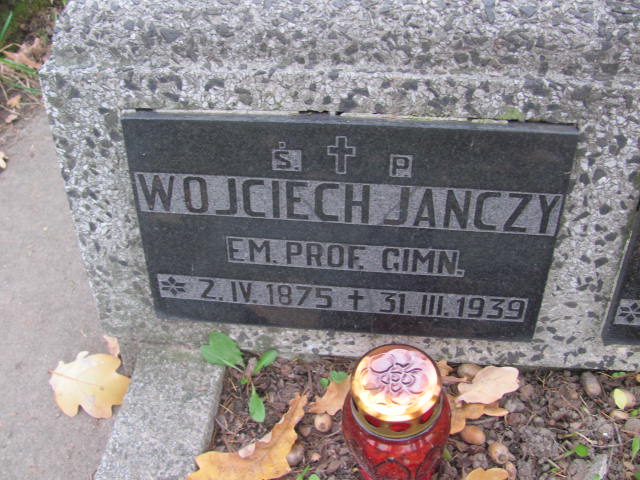 Ś. ✝ P.
WOJCIECH JANCZY
EM. PROF. GIMN.
* 2. IV. 1875 ✝ 31. III. 1939